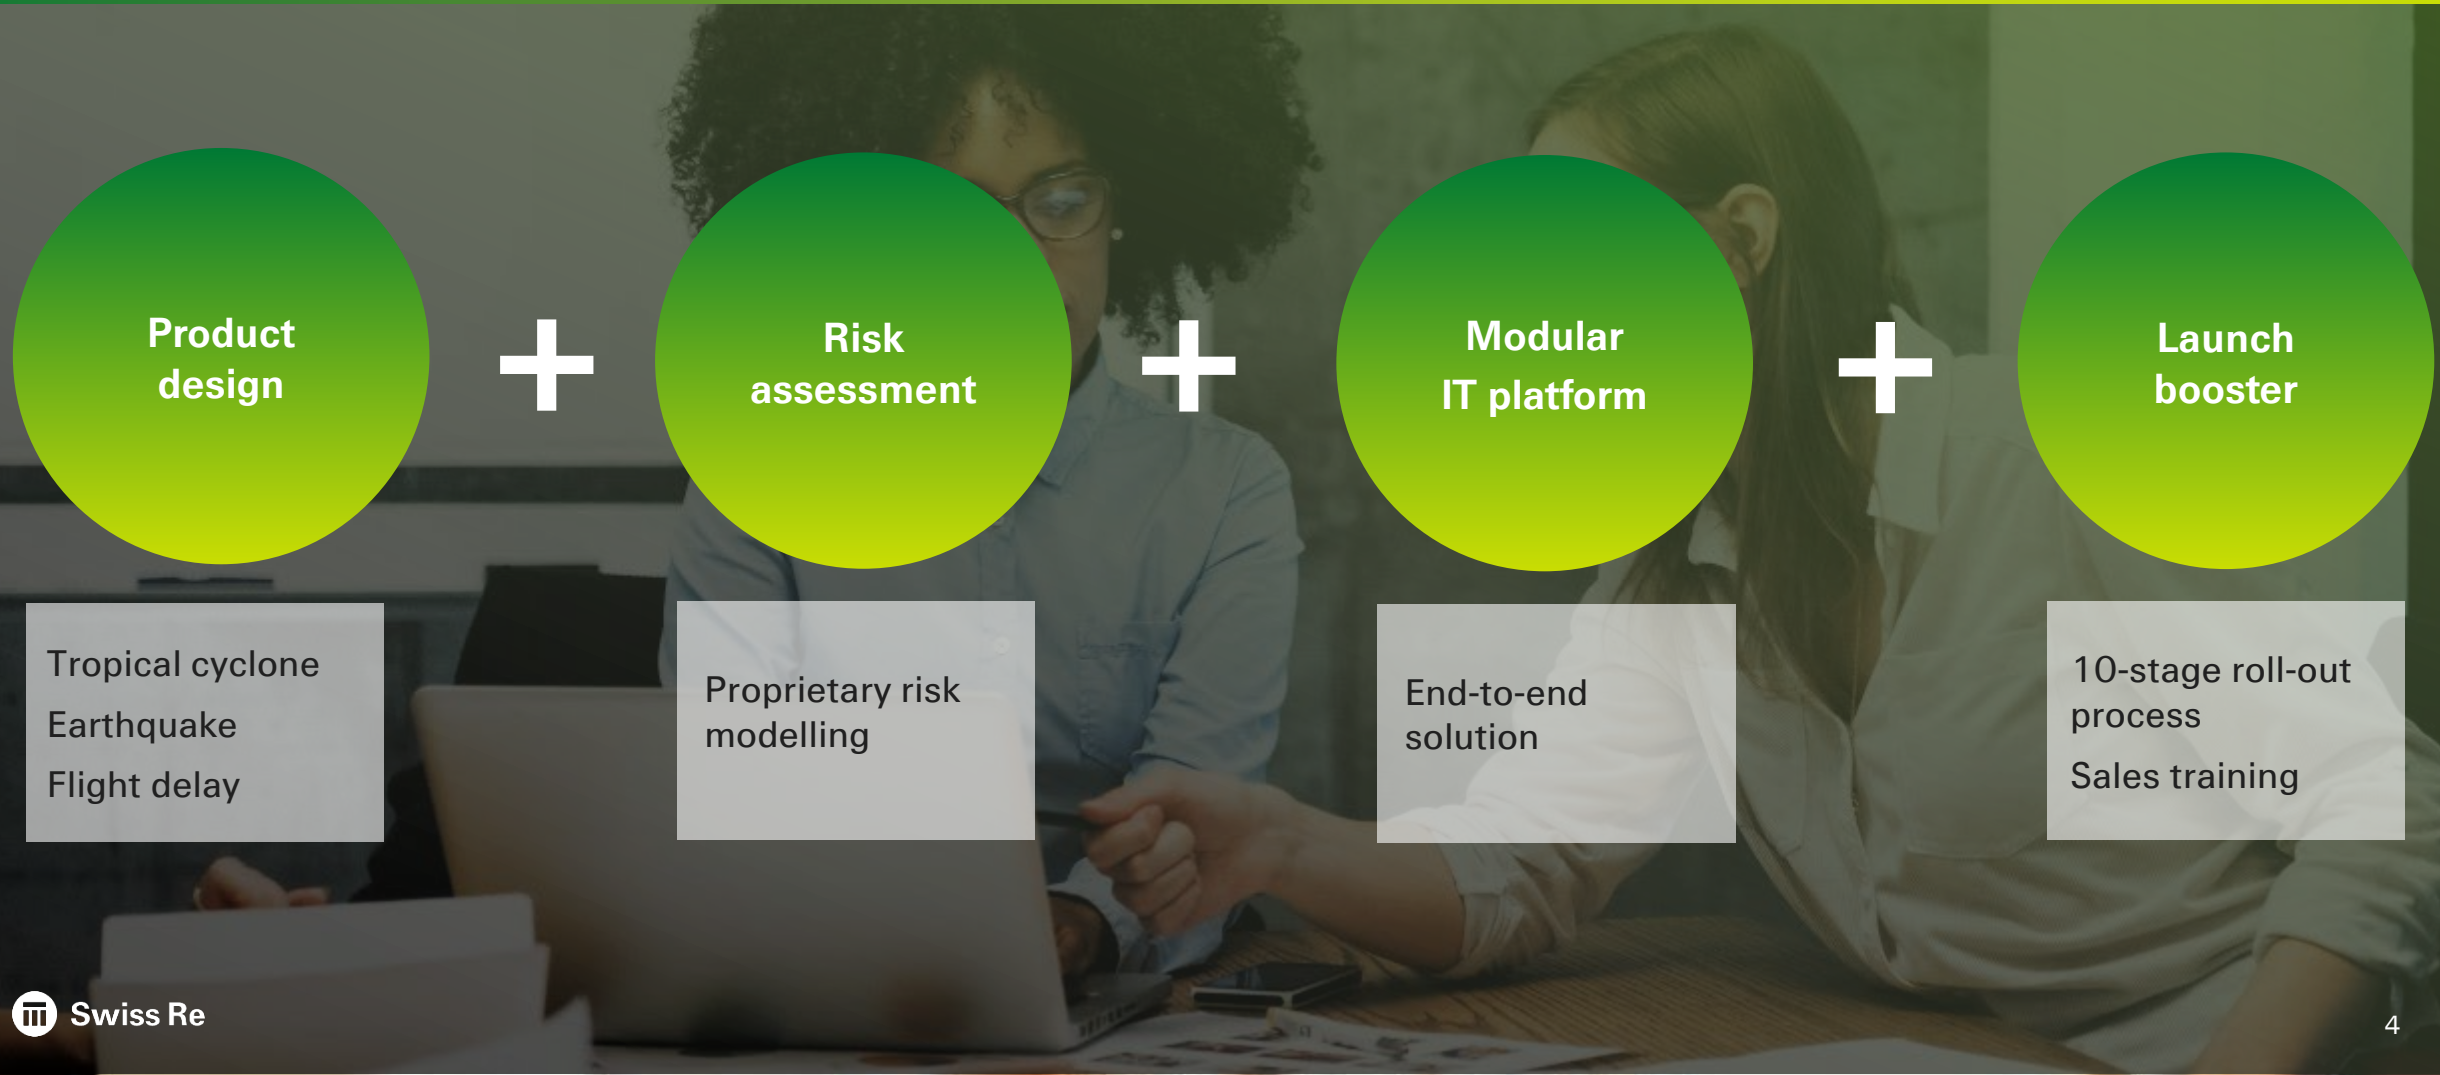 Product
design
Risk
assessment
Modular
IT platform
Launch
booster
Tropical cyclone
Earthquake
Flight delay
Proprietary risk
modelling
End-to-end
solution
10-stage roll-out
process
Sales training
Swiss Re
4